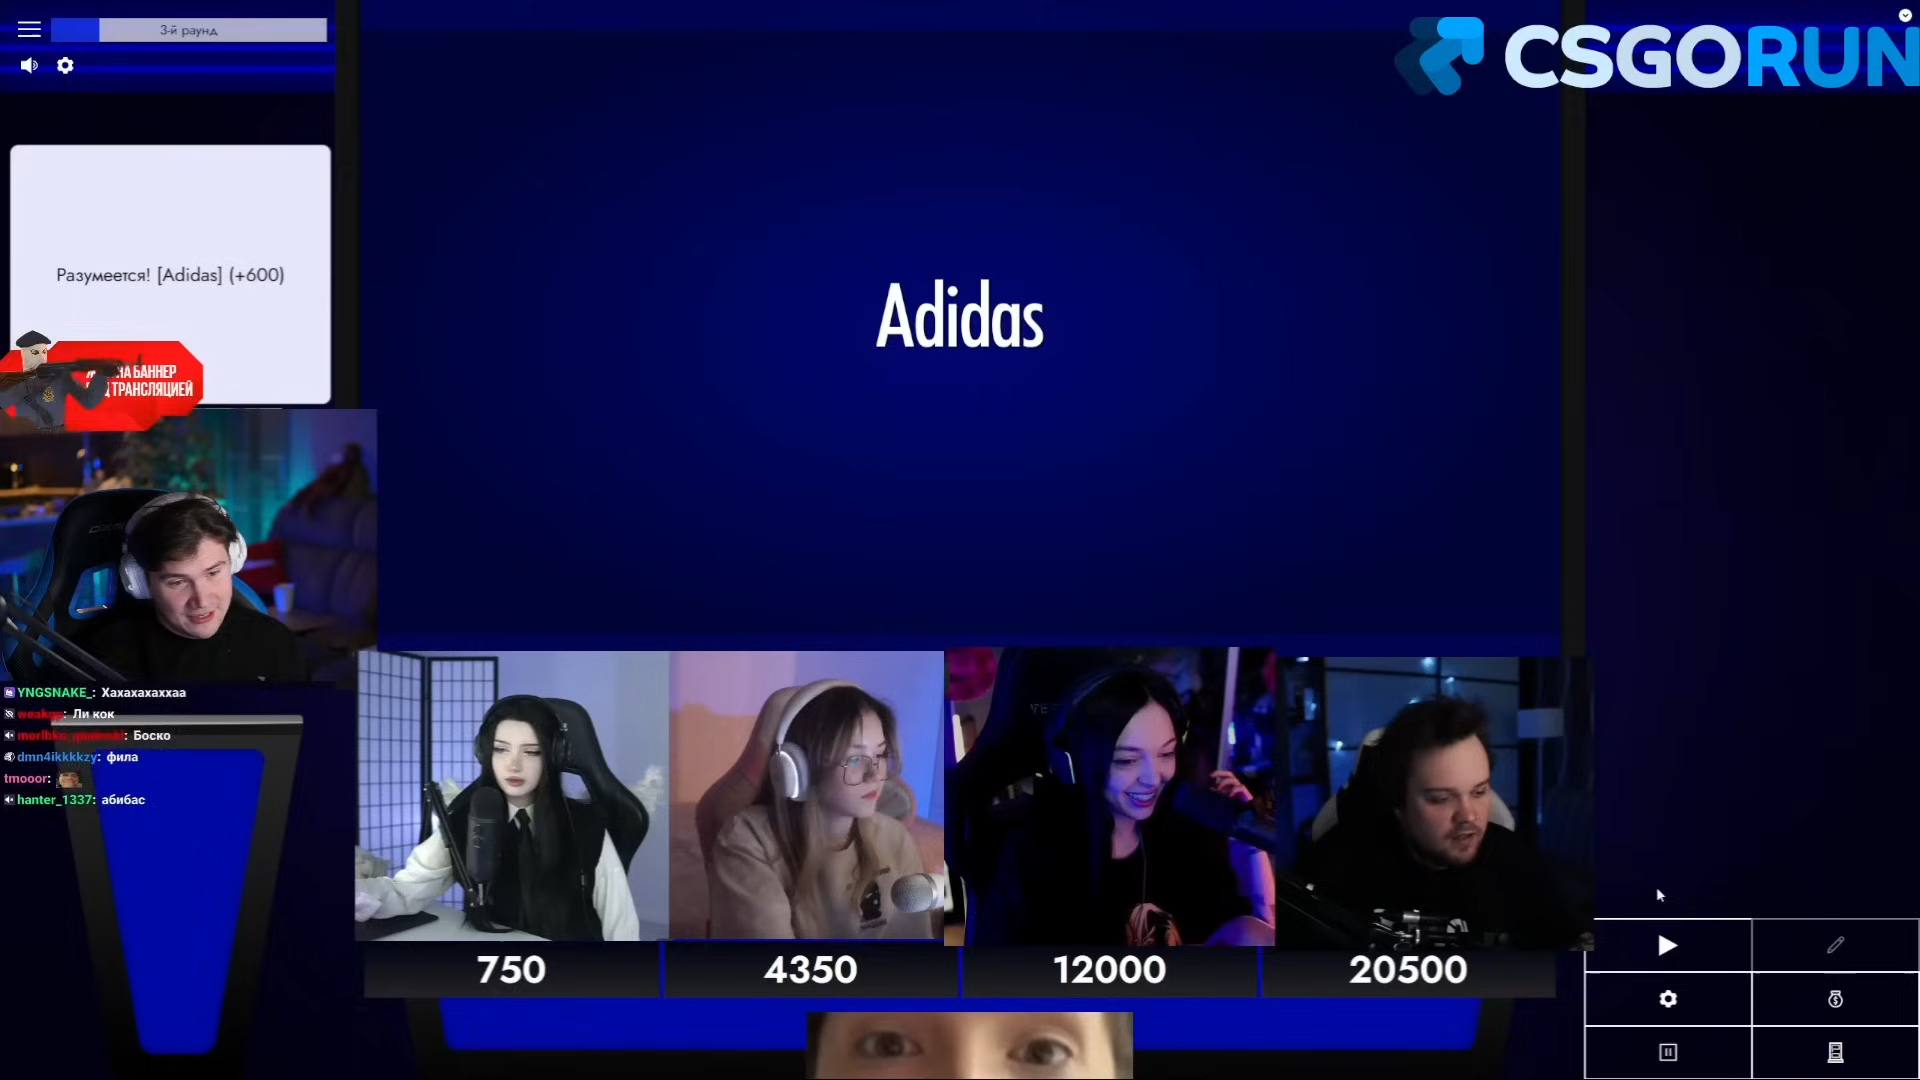 3-й раунд
CSGORUN
Adidas
Разумеется! [Adidas] (+600)
НА БАННЕР
ТРАНСЛЯЦИЕЙ
YNGSNAKE_: Хахахахаххаа
: Ли кок
: Боско
dmn4ikkkkzy: фила
tmooor:
hanter_1337: абибас
750
4350
12000
20500